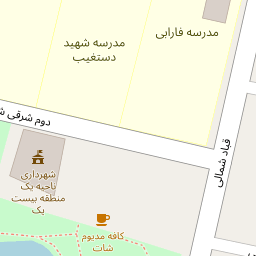 مدرسه فارابی
مدرسه شهید
دستغیب
دوم شرقی
قباد شمالی
شهرداری
ناحیه یک
منطقه بیست
یک
کافه مدیوم
شات